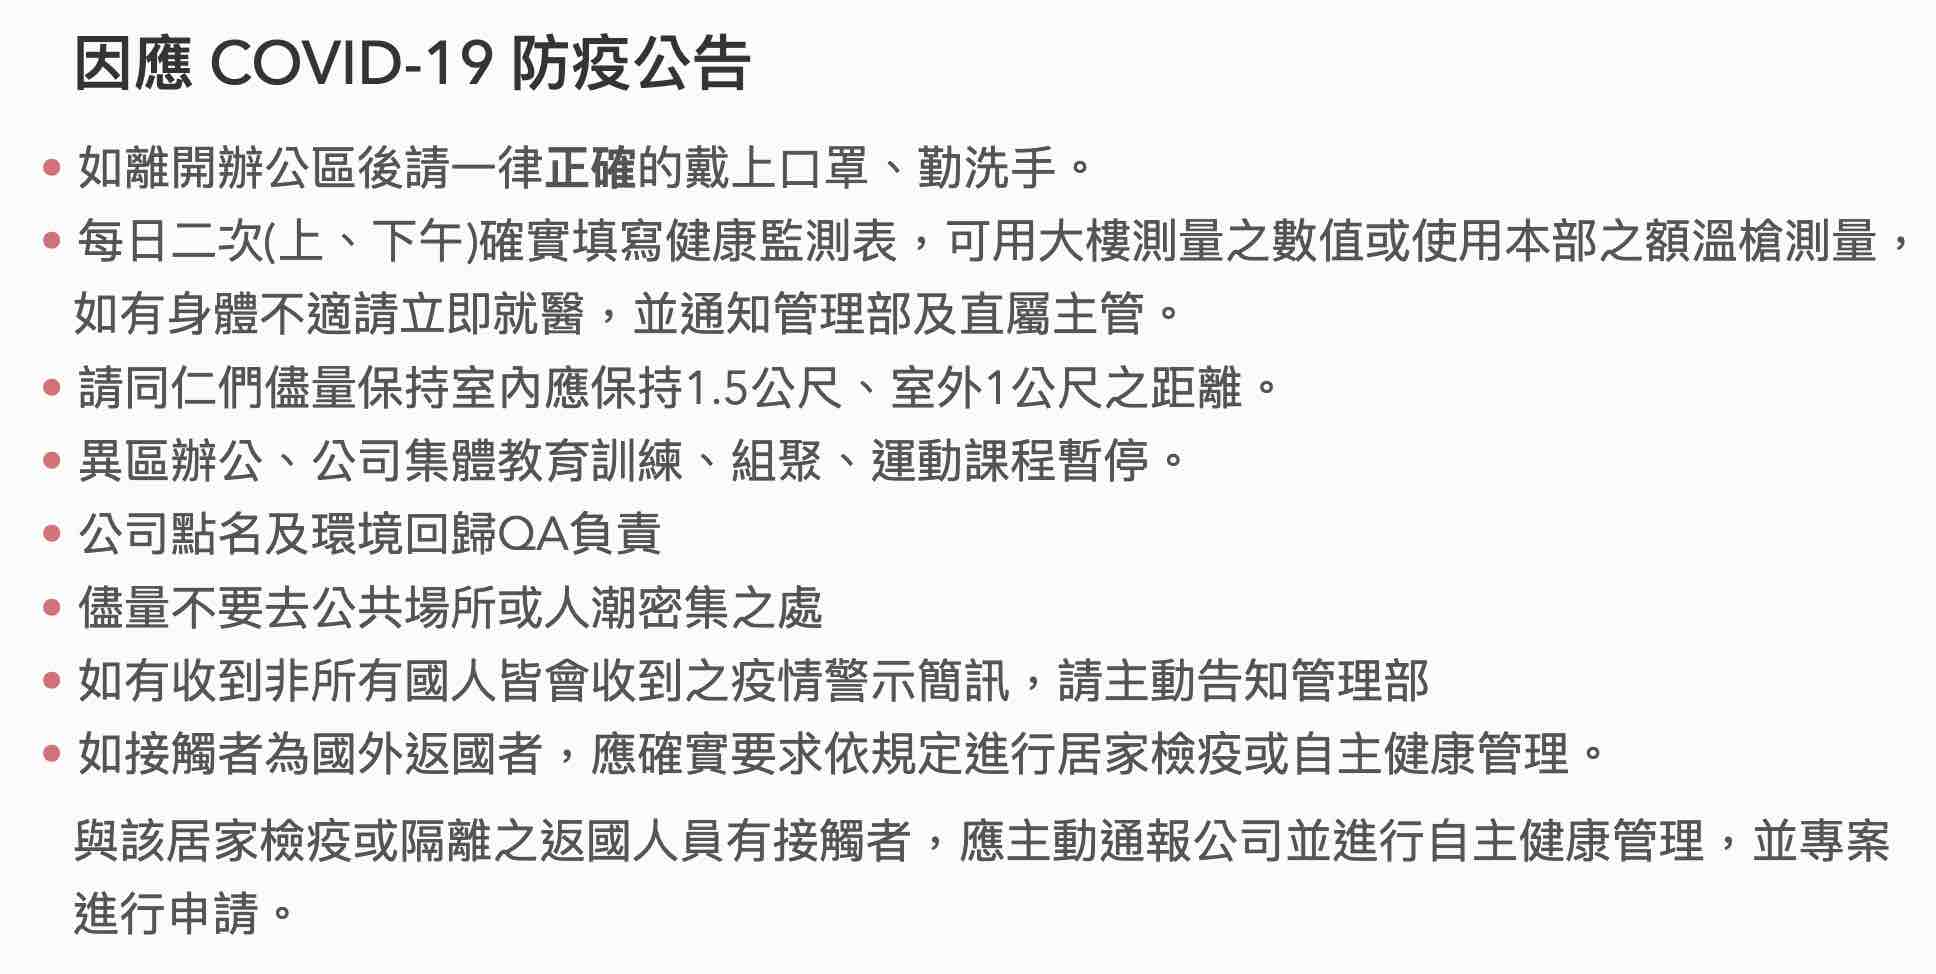 因應 COVID-19 防疫公告
• 如離開辦公區後請一律正確的戴上口罩、勤洗手。
• 每日二次(上、下午)確實填寫健康監測表，可用大樓測量之數值或使用本部之額溫槍測量，
如有身體不適請立即就醫，並通知管理部及直屬主管。
• 請同仁們儘量保持室內應保持1.5公尺、室外1公尺之距離。
• 異區辦公、公司集體教育訓練、組聚、運動課程暫停。
• 公司點名及環境回歸QA負責
• 儘量不要去公共場所或人潮密集之處
• 如有收到非所有國人皆會收到之疫情警示簡訊，請主動告知管理部
• 如接觸者為國外返國者，應確實要求依規定進行居家檢疫或自主健康管理。
與該居家檢疫或隔離之返國人員有接觸者，應主動通報公司並進行自主健康管理，並專案
進行申請。